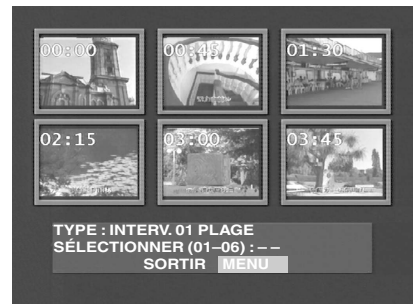 00:00 00:45 01:30
02:15 03:00 03:45
TYPE : INTERV. 01 PLAGE
SÉLECTIONNER (01–06) : – –
SORTIR MENU